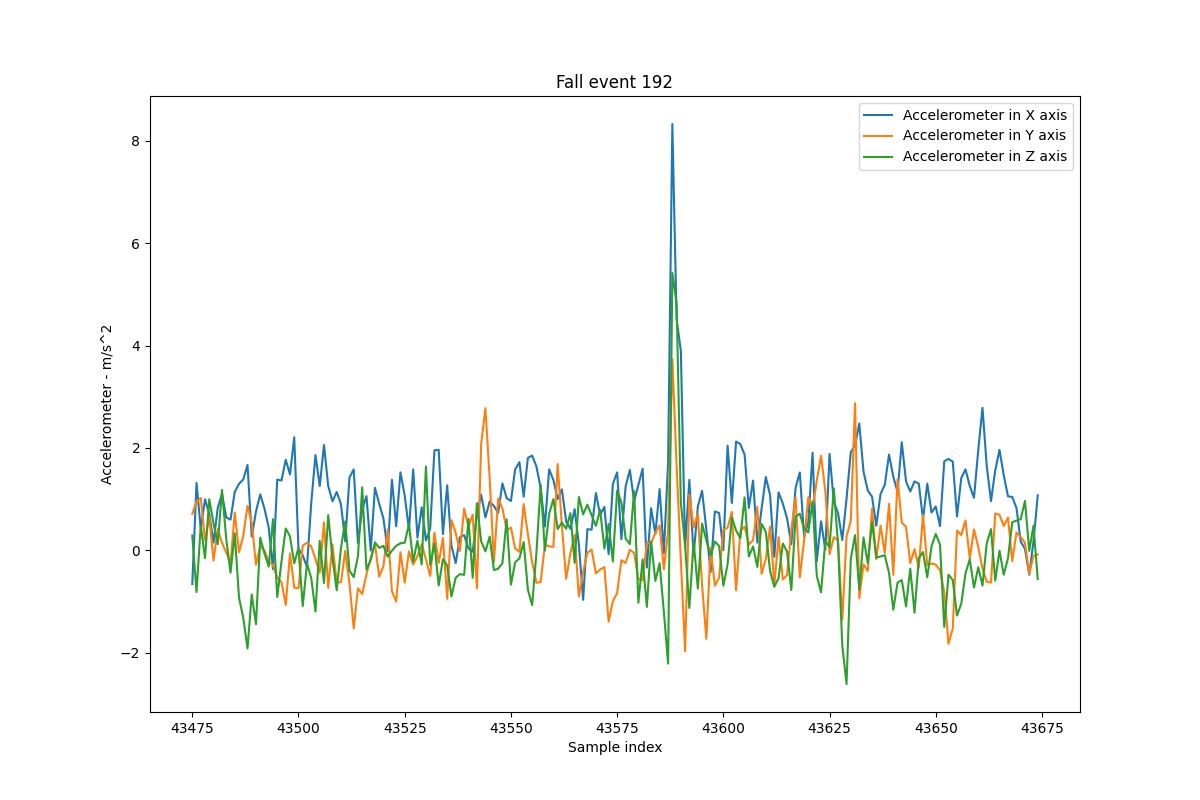 Fall event 192
Accelerometer in X axis
Accelerometer in Y axis
Accelerometer in Z axis
Accelerometer - m/s^2
8
6
4
2
0
−2
43475 43500 43525 43550 43575 43600 43625 43650 43675
Sample index